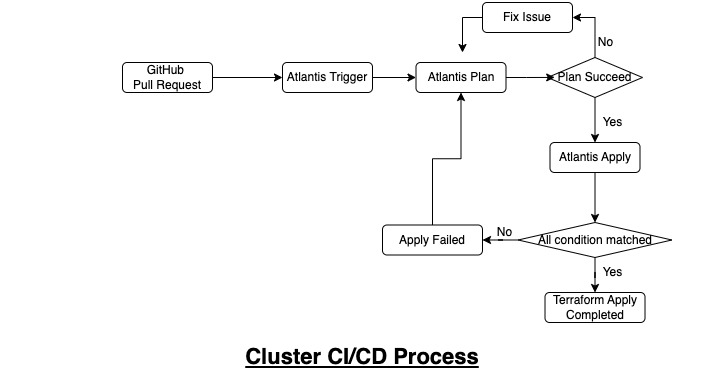 Fix Issue
No
GitHub
Pull Request
Atlantis Trigger
Atlantis Plan
Plan Succeed
Yes
Atlantis Apply
Apply Failed
No
All condition matched
Yes
Terraform Apply
Completed
Cluster CI/CD Process